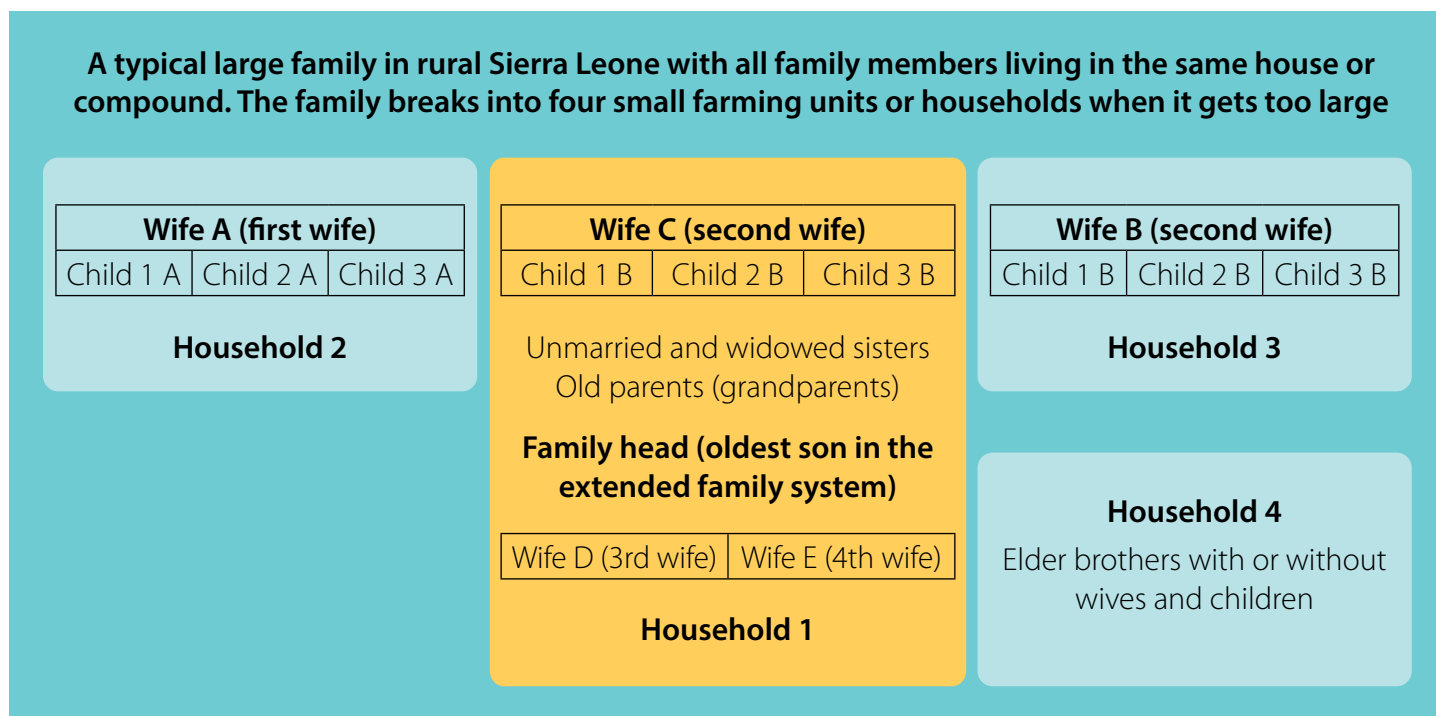 A typical large family in rural Sierra Leone with all family members living in the same house or
compound. The family breaks into four small farming units or households when it gets too large
Wife A (first wife)
Child 1 A Child 2 A Child 3 A
Household 2
Wife C (second wife)
Child 1 B Child 2 B Child 3 B
Unmarried and widowed sisters
Old parents (grandparents)
Family head (oldest son in the
extended family system)
Wife D (3rd wife) Wife E (4th wife)
Household 1
Wife B (second wife)
Child 1 B Child 2 B Child 3 B
Household 3
Household 4
Elder brothers with or without
wives and children